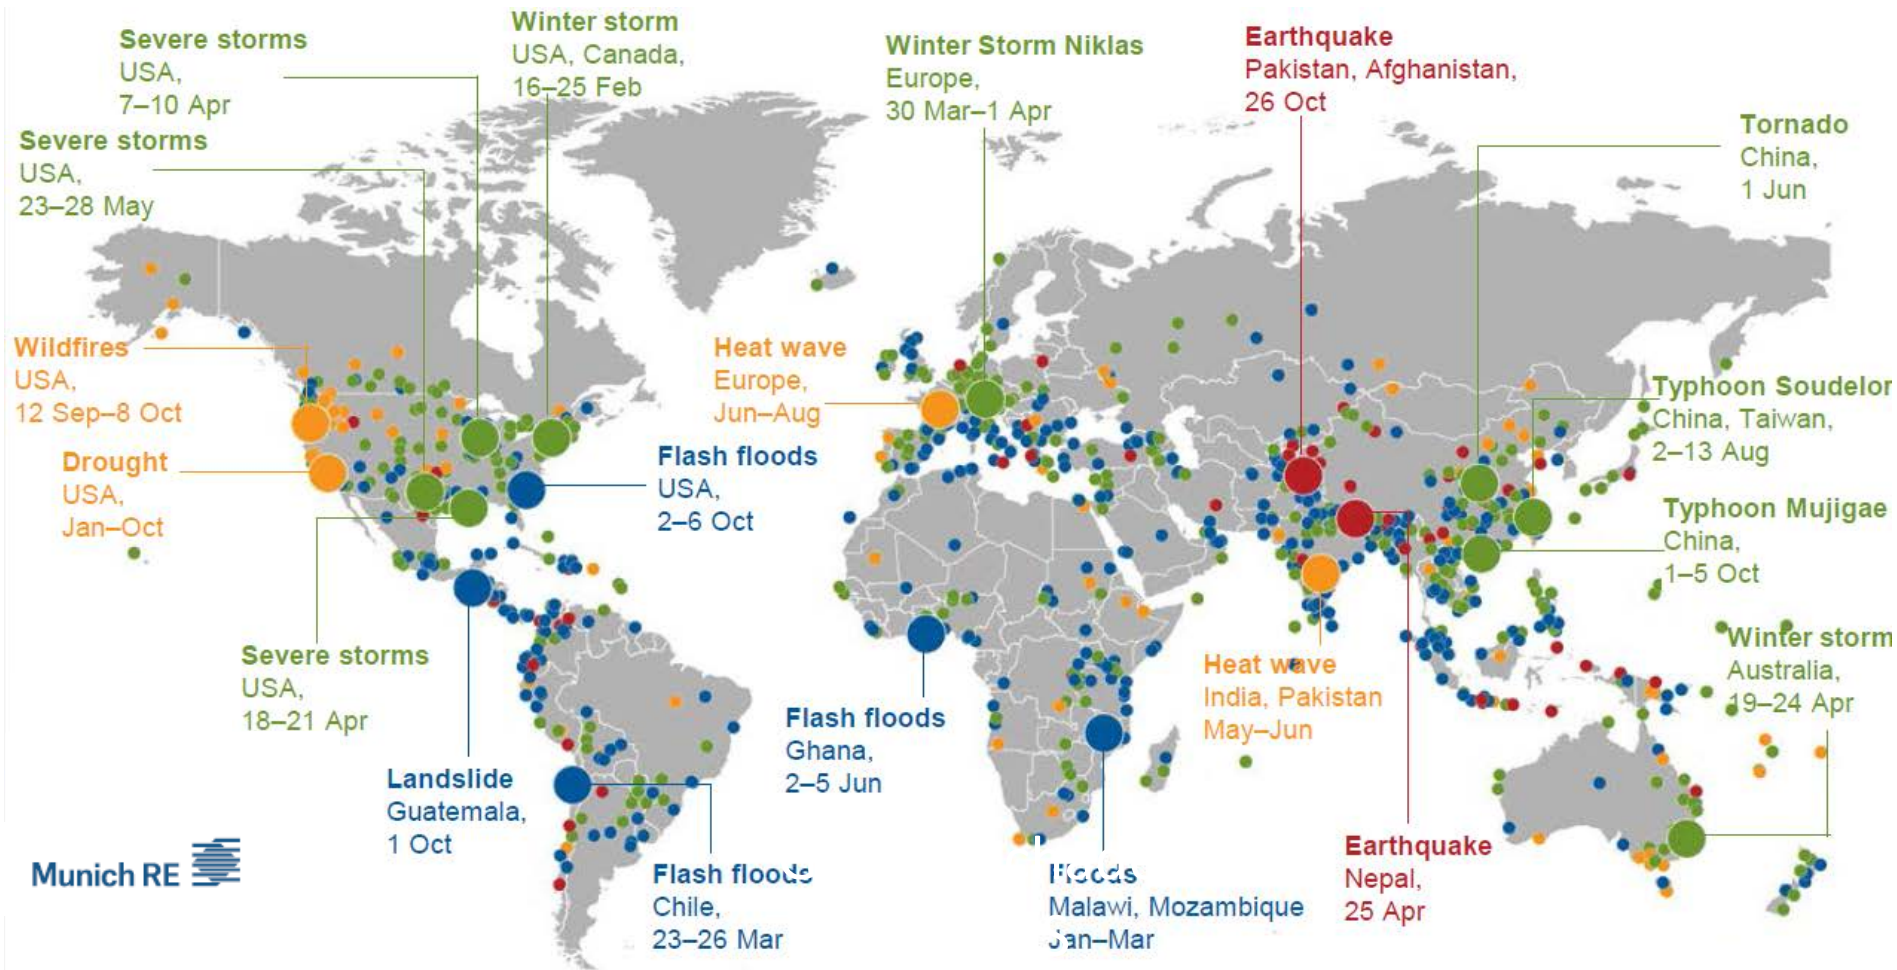 Severe storms
USA,
7–10 Apr
Winter storm
USA, Canada,
16–25 Feb
Winter Storm Niklas
Europe,
30 Mar–1 Apr
Earthquake
Pakistan, Afghanistan,
26 Oct
Tornado
China,
1 Jun
Severe storms
USA,
23–28 May
Wildfires
USA,
12 Sep–8 Oct
Heat wave
Europe,
Jun–Aug
Typhoon Soudelor
China, Taiwan,
2–13 Aug
Drought
USA,
Jan–Oct
Flash floods
USA,
2–6 Oct
Typhoon Mujigae
China,
1–5 Oct
Severe storms
USA,
18–21 Apr
Heat wave
India, Pakistan
May–Jun
Winter storm
Australia,
19–24 Apr
Flash floods
Ghana,
2–5 Jun
Landslide
Guatemala,
1 Oct
Munich RE
Flash floods
Chile,
23–26 Mar
Floods
Malawi, Mozambique
Jan–Mar
Earthquake
Nepal,
25 Apr